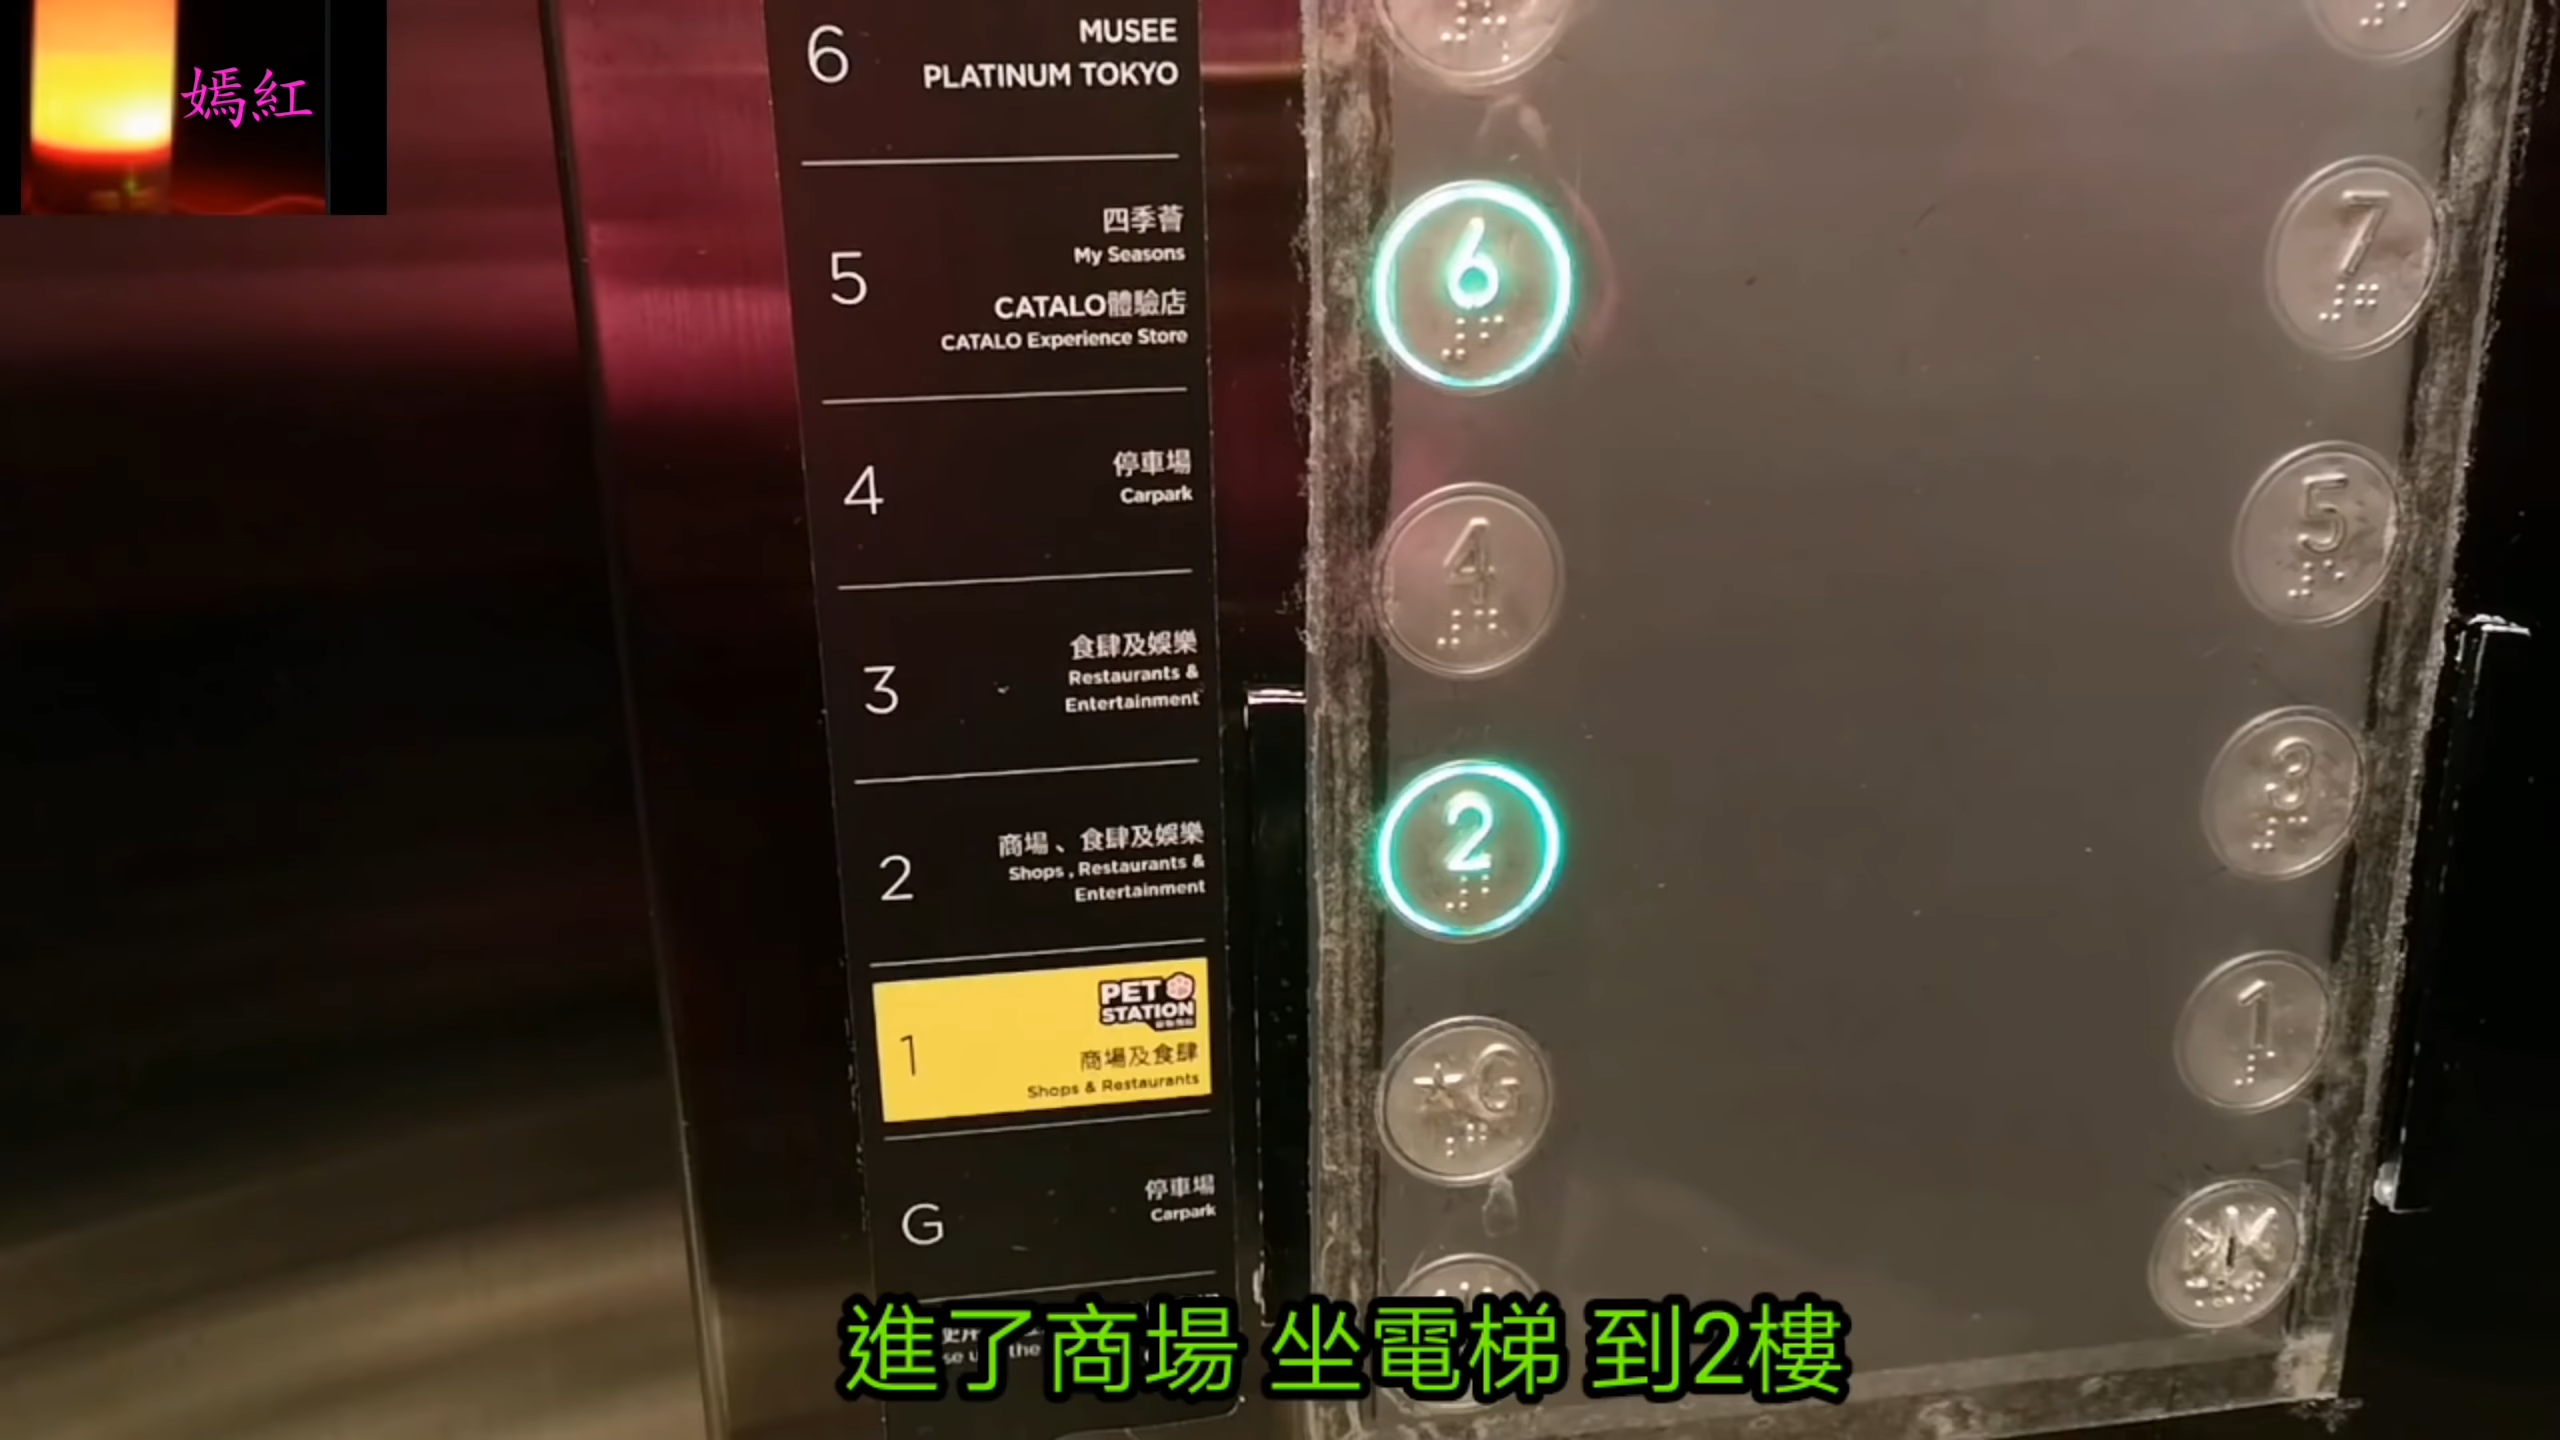 嫣紅
6
MUSEE
PLATINUM TOKYO
5
四季薈
My Seasons
CATALO體驗店
CATALO Experience Store
4
停車場
Carpark
3
食肆及娛樂
Restaurants &
Entertainment
2
商場、食肆及娛樂
Shops , Restaurants &
Entertainment
1
PET
STATION
商場及食肆
Shops & Restaurants
G
停車場
Carpark
6
7
4
5
2
3
★G
1
進了商場 坐電梯 到2樓